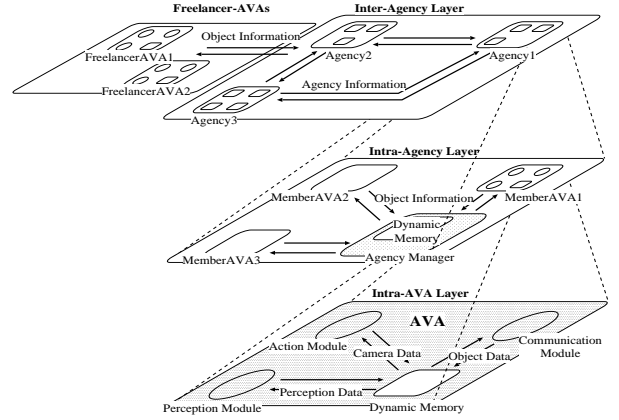 Freelancer-AVAs
Inter-Agency Layer
Object Information
FreelancerAVA1
Agency2
Agency1
FreelancerAVA2
Agency Information
Agency3
Intra-Agency Layer
MemberAVA2
Object Information
MemberAVA1
Dynamic
Memory
MemberAVA3
Agency Manager
Intra-AVA Layer
AVA
Action Module
Camera Data
Object Data
Communication
Module
Perception Data
Perception Module
Dynamic Memory